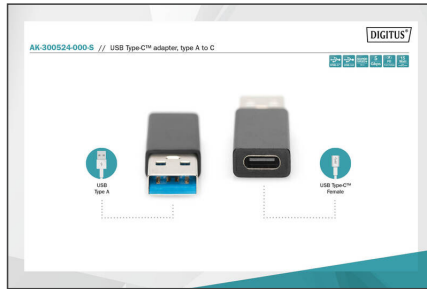 DIGITUS®
AK-300524-000-S // USB Type-C™ adapter, type A to C
USB
Type A
USB Type-C™
Female